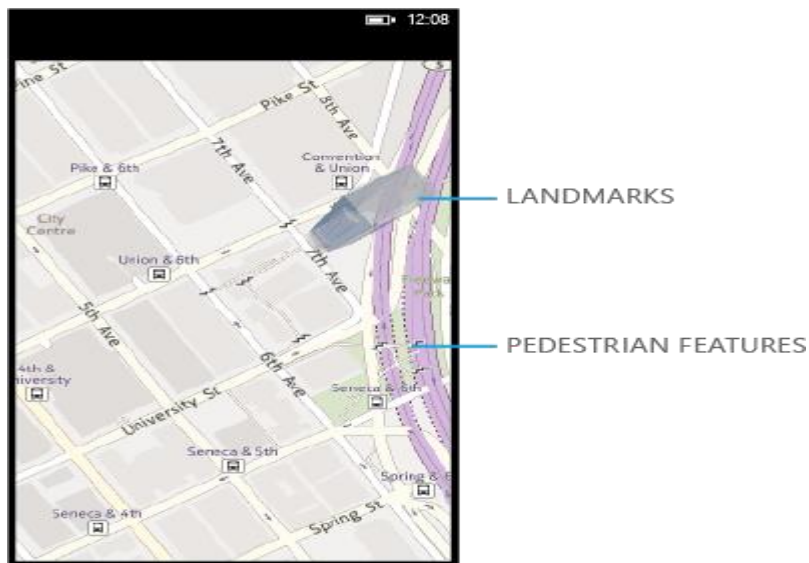 12:08
Pine St
Pike St
8th Ave
7th Ave
Convention
& Union
Pike & 6th
LANDMARKS
City
Centre
Union & 6th
7th Ave
5th Ave
PEDESTRIAN FEATURES
4th &
University
6th Ave
Seneca & 6th
University St
Seneca & 5th
Spring &
Seneca & 4th
Spring St